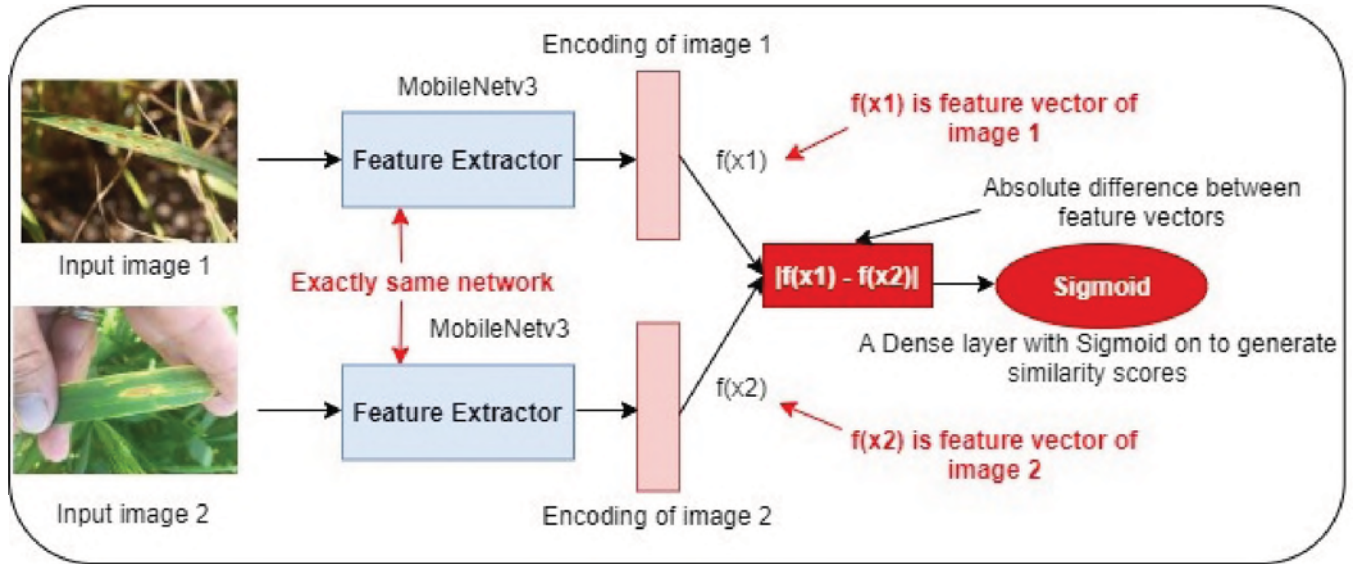 Encoding of image 1
MobileNetv3
Feature Extractor
f(x1)
f(x1) is feature vector of
image 1
Input image 1
Absolute difference between
feature vectors
Exactly same network
|f(x1) - f(x2)|
Sigmoid
A Dense layer with Sigmoid on to generate
similarity scores
MobileNetv3
Feature Extractor
f(x2)
f(x2) is feature vector of
image 2
Input image 2
Encoding of image 2